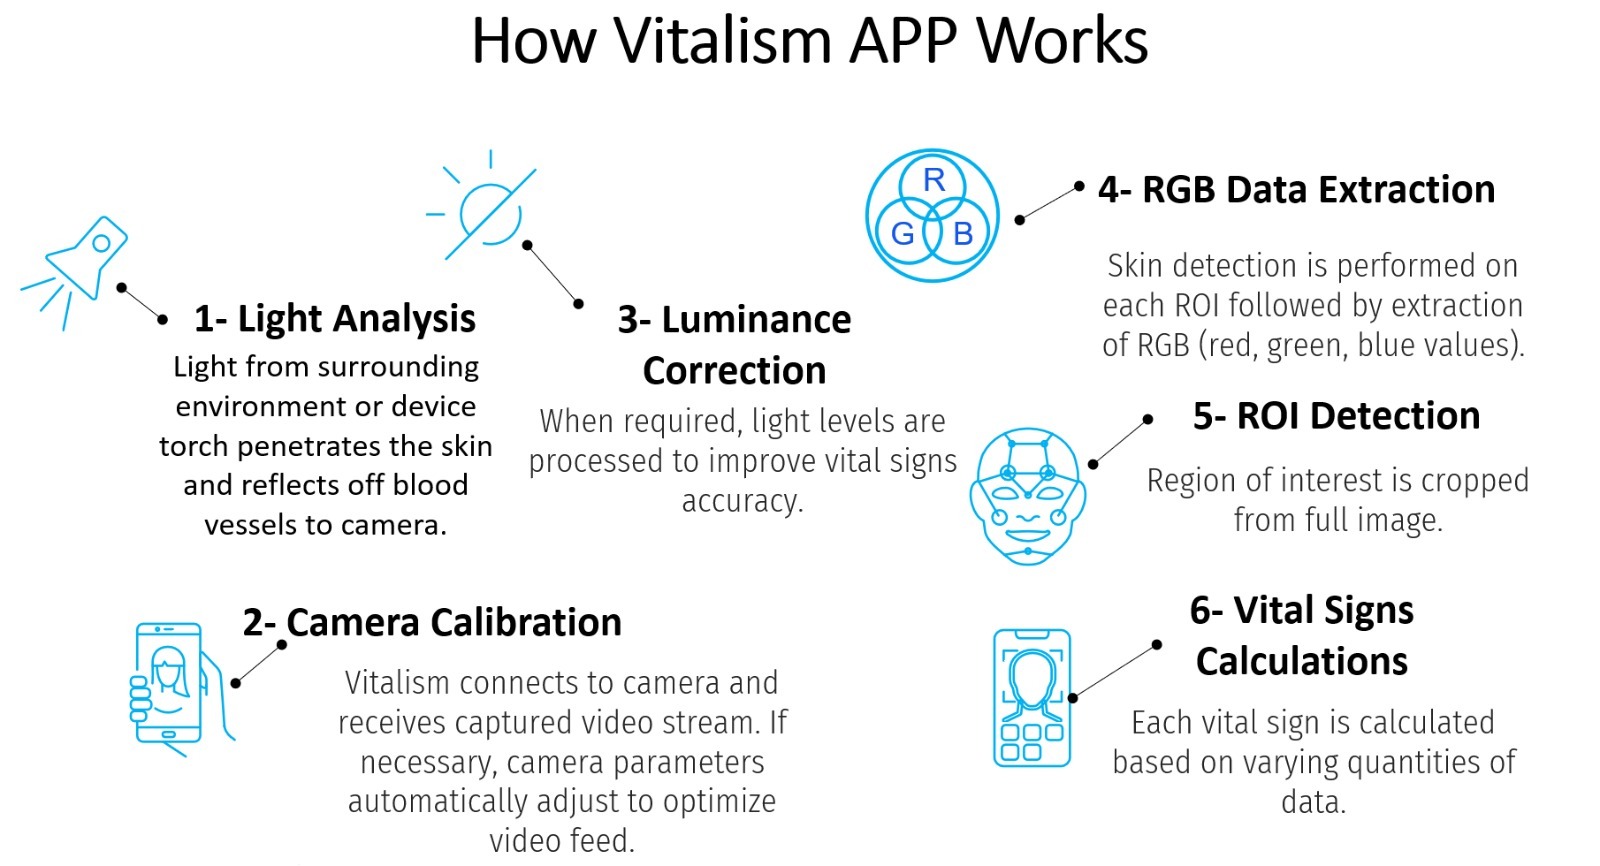 How Vitalism APP Works
1- Light Analysis
Light from surrounding
environment or device
torch penetrates the skin
and reflects off blood
vessels to camera.
2- Camera Calibration
Vitalism connects to camera and
receives captured video stream. If
necessary, camera parameters
automatically adjust to optimize
video feed.
3- Luminance
Correction
When required, light levels are
processed to improve vital signs
accuracy.
R
G B
4- RGB Data Extraction
Skin detection is performed on
each ROI followed by extraction
of RGB (red, green, blue values).
5- ROI Detection
Region of interest is cropped
from full image.
6- Vital Signs
Calculations
Each vital sign is calculated
based on varying quantities of
data.